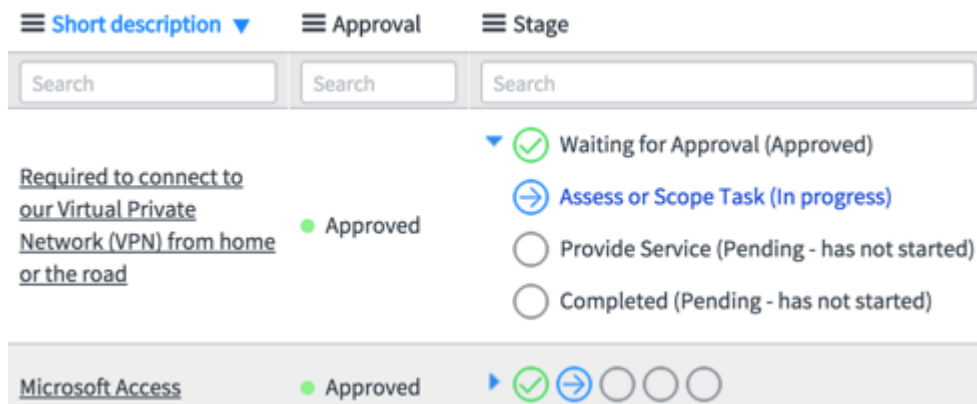 Short description Approval Stage
Search Search Search
Waiting for Approval (Approved)
Required to connect to
our Virtual Private
Network (VPN) from home
or the road
Approved
Assess or Scope Task (In progress)
Provide Service (Pending - has not started)
Completed (Pending - has not started)
Microsoft Access Approved